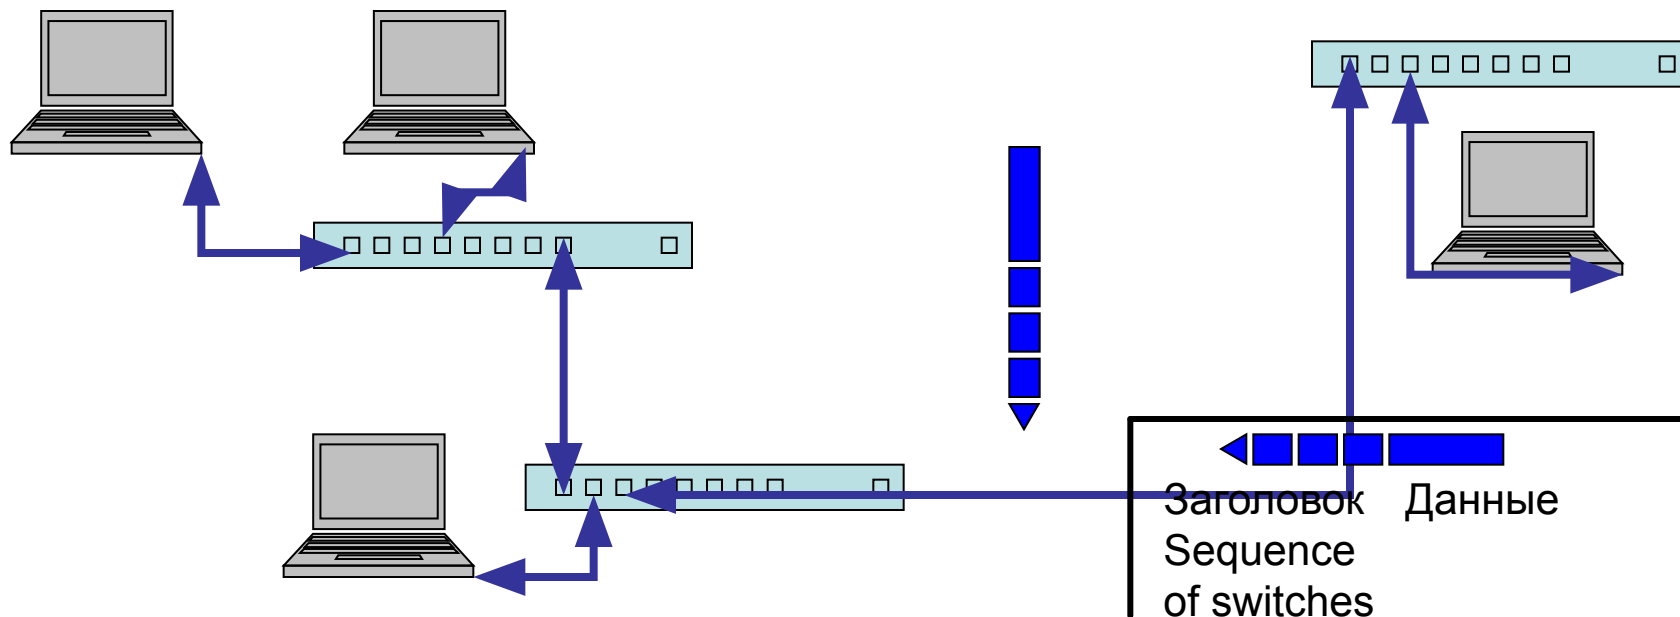 Заголовок Данные
Sequence
of switches